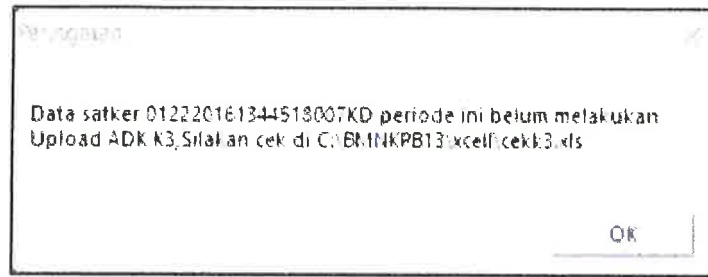 Peringatan
Data satker 012220161344518007KD periode ini belum melakukan
Upload ADK K3,Silakan cek di C:\BMNKPB13\xcell\cekk3.xls
OK